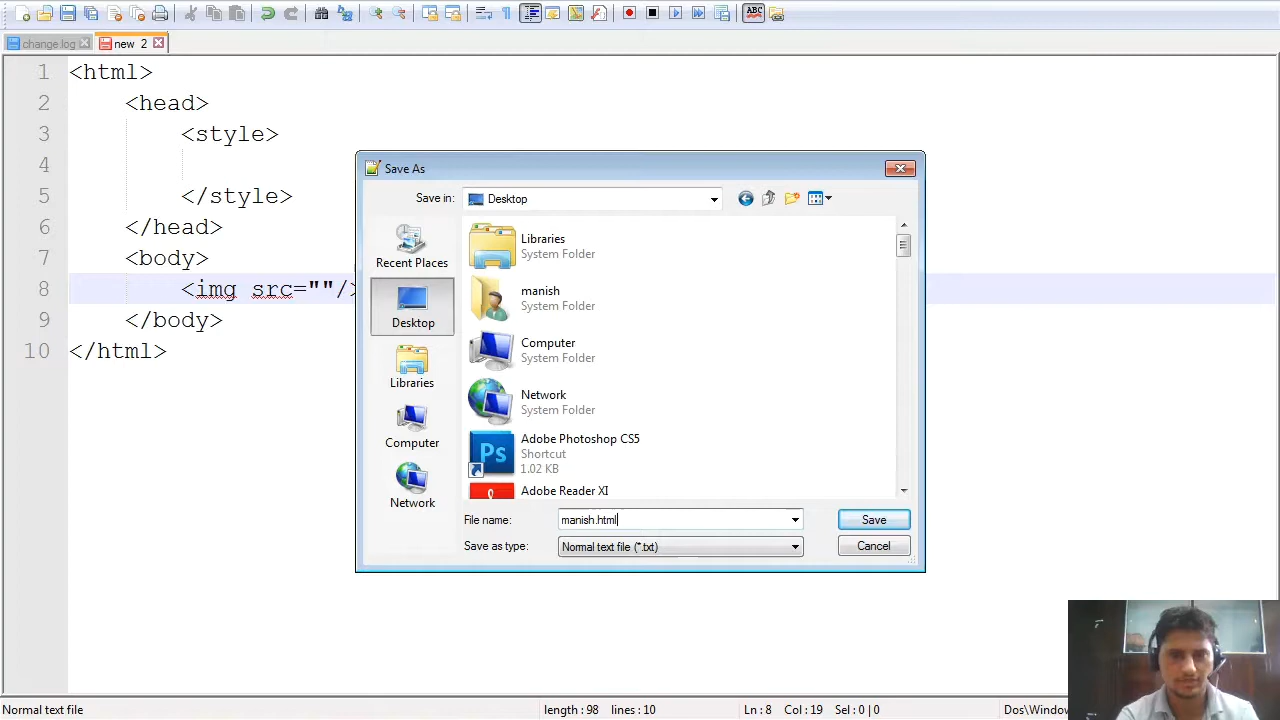 ABC
change.log
new 2
1 <html>
2 <head>
3 <style>
4
5 </style>
6 </head>
7 <body>
8 <img src=""/>
9 </body>
10 </html>
Save As
Save in: Desktop
Recent Places
Desktop
Libraries
Computer
Network
Libraries
System Folder
manish
System Folder
Computer
System Folder
Network
System Folder
Ps
Adobe Photoshop CS5
Shortcut
1.02 KB
Adobe Reader XI
File name: manish.html
Save
Save as type: Normal text file (*.txt)
Cancel
Normal text file length : 98 lines : 10 Ln : 8 Col : 19 Sel : 0 | 0 Dos\Window